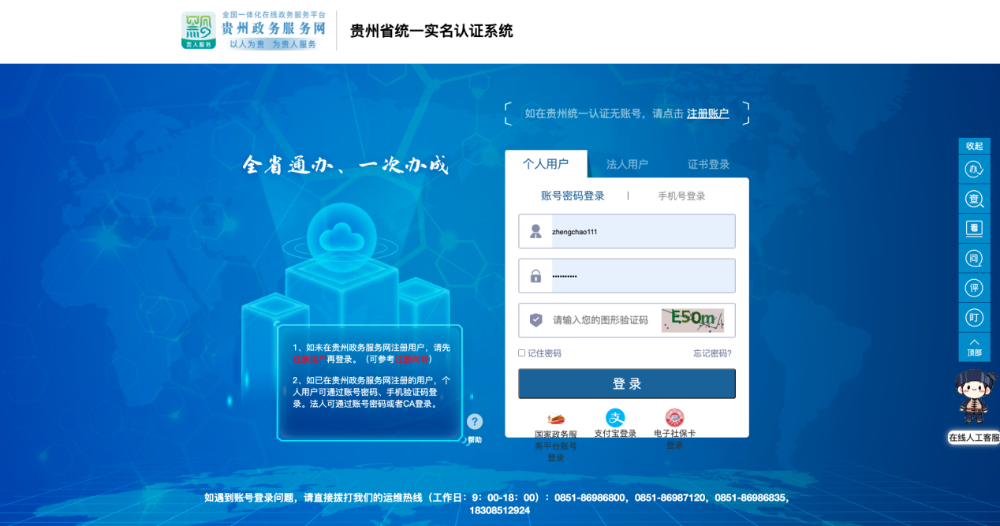 全国一体化在线政务服务平台
贵州政务服务网
贵人服务
以人为贵 为贵人服务
贵州省统一实名认证系统
如在贵州统一认证无账号，请点击 注册账户
全省通办、一次办成
个人用户 法人用户 证书登录
账号密码登录 | 手机号登录
zhengchao111
••••••••••
请输入您的图形验证码 E50m
记住密码 忘记密码?
登 录
国家政务服
务平台账号
登录
支付宝登录
电子社保卡
登录
1、如未在贵州政务服务网注册用户，请先
注册账户再登录。（可参考注册攻略）
2、如已在贵州政务服务网注册的用户，个
人用户可通过账号密码、手机验证码登
录。法人可通过账号密码或者CA登录。
?
帮助
收起
办
查
看
问
评
盯
顶部
在线人工客服
如遇到账号登录问题，请直接拨打我们的运维热线（工作日：9：00-18：00）：0851-86986800，0851-86987120，0851-86986835，
18308512924